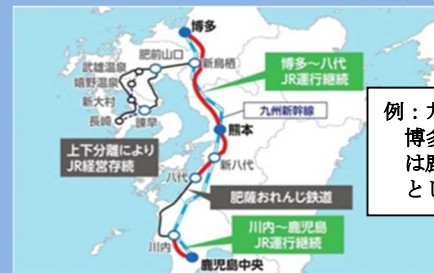 博多
肥前山口
武雄温泉
嬉野温泉
新大村
長崎
諫早
新鳥栖
博多～八代
JR運行継続
九州新幹線
熊本
上下分離により
JR経営存続
新八代
八代
肥薩おれんじ鉄道
川内
川内～鹿児島
JR運行継続
鹿児島中央
例：九
博多
は鹿
とし